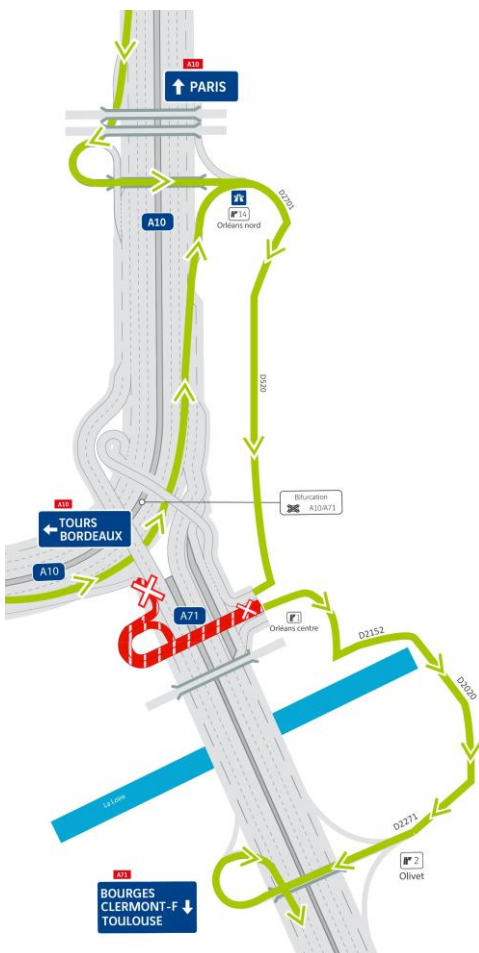 A10
↑ PARIS
D2701
A10
14
Orléans nord
D520
Bifurcation
A10/A71
A10
← TOURS
BORDEAUX
A10
A71
1
Orléans centre
D2152
D2020
La Loire
D2271
2
Olivet
A71
BOURGES
CLERMONT-F ↓
TOULOUSE